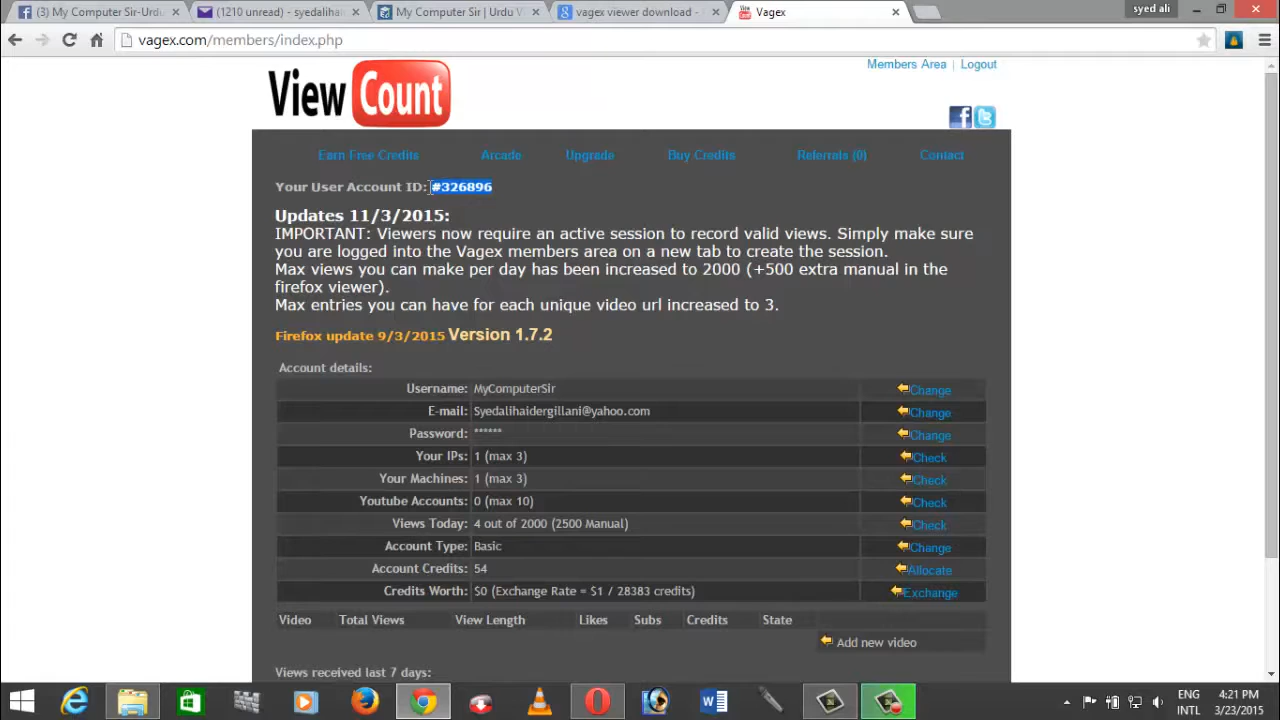 My Computer Sir-Urdu
(1210 unread) - syedalihai
My Computer Sir | Urdu V
vagex viewer download -
Vagex
syed ali
vagex.com/members/index.php
View Count
Members Area | Logout
Earn Free Credits Arcade Upgrade Buy Credits Referrals (0) Contact
Your User Account ID: #326896
Updates 11/3/2015:
IMPORTANT: Viewers now require an active session to record valid views. Simply make sure
you are logged into the Vagex members area on a new tab to create the session.
Max views you can make per day has been increased to 2000 (+500 extra manual in the
firefox viewer).
Max entries you can have for each unique video url increased to 3.
Firefox update 9/3/2015 Version 1.7.2
Account details:
Username: MyComputerSir Change
E-mail: Syedalihaidergillani@yahoo.com Change
Password: ****** Change
Your IPs: 1 (max 3) Check
Your Machines: 1 (max 3) Check
Youtube Accounts: 0 (max 10) Check
Views Today: 4 out of 2000 (2500 Manual) Check
Account Type: Basic Change
Account Credits: 54 Allocate
Credits Worth: $0 (Exchange Rate = $1 / 28383 credits) Exchange
Video Total Views View Length Likes Subs Credits State
Add new video
Views received last 7 days:
ENG 4:21 PM
INTL 3/23/2015